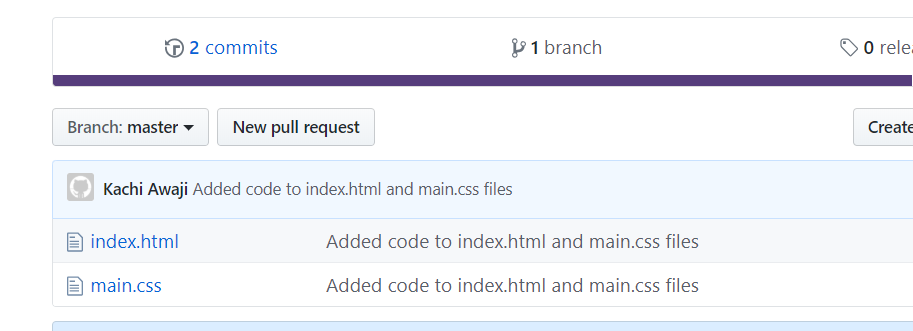 2 commits
1 branch
0
Branch: master
New pull request
Create
Kachi Awaji Added code to index.html and main.css files
index.html
Added code to index.html and main.css files
main.css
Added code to index.html and main.css files